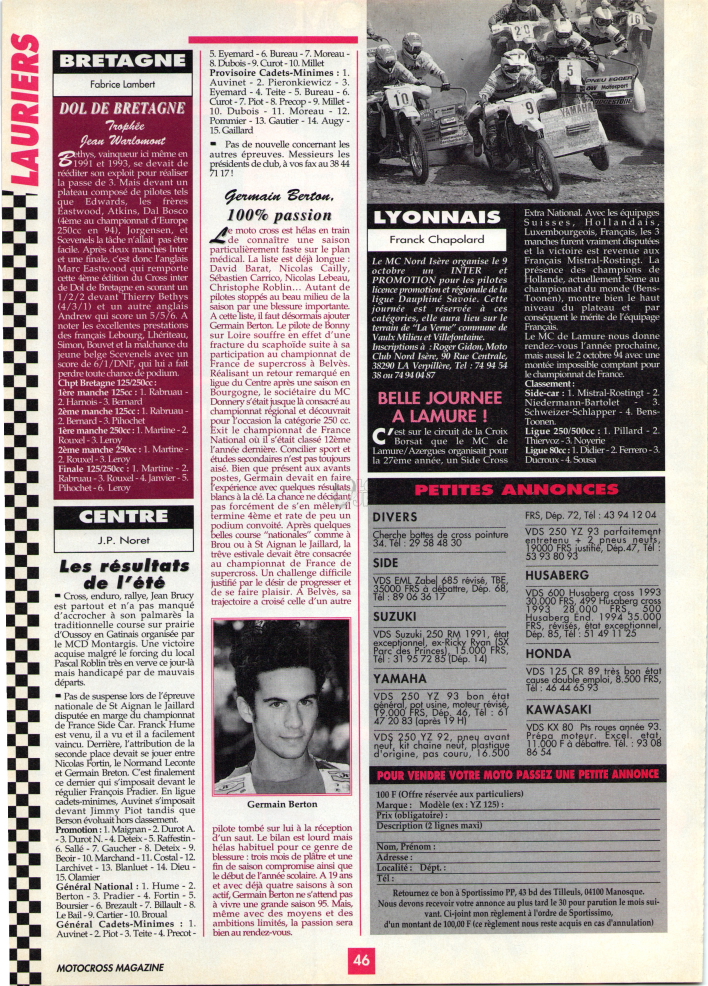 LAURIERS
BRETAGNE
Fabrice Lambert
DOL DE BRETAGNE
Trophée
Jean Warlomont
Bethys, vainqueur ici même en
1991 et 1993, se devait de
rééditer son exploit pour réaliser
la passe de 3. Mais devant un
plateau composé de pilotes tels
que Edwards, les frères
Eastwood, Atkins, Dal Bosco
(4ème au championnat d'Europe
250cc en 94), Jorgensen, et
Scevenels la tâche n'allait pas être
facile. Après deux manches Inter
et une finale, c'est donc l'anglais
Marc Eastwood qui remporte
cette 4ème édition du Cross inter
de Dol de Bretagne en scorant un
1/2/2 devant Thierry Bethys
(4/3/1) et un autre anglais
Andrew qui score un 5/5/6. A
noter les excellentes prestations
des français Lebourg, Lhériteau,
Simon, Bouvet et la malchance du
jeune belge Scevenels avec un
score de 6/1/DNF, qui lui a fait
perdre toute chance de podium.
Chpt Bretagne 125/250cc :
1ère manche 125cc : 1. Rabruau -
2. Harnois - 3. Bernard
2ème manche 125cc : 1. Rabruau -
2. Bernard - 3. Pihochet
1ère manche 250cc : 1. Martine - 2.
Rouxel - 3. Leroy
2ème manche 250cc : 1. Martine -
2. Rouxel - 3. Leroy
Finale 125/250cc : 1. Martine - 2.
Rabruau - 3. Rouxel - 4. Janvier - 5.
Pihochet - 6. Leroy
CENTRE
J.P. Noret
Les résultats
de l'été
Cross, enduro, rallye, Jean Brucy
est partout et n'a pas manqué
d'accrocher à son palmarès la
traditionnelle course sur prairie
d'Oussoy en Gatinais organisée par
le MCD Montargis. Une victoire
acquise malgré le forcing du local
Pascal Roblin très en verve ce jour-là
mais handicapé par de mauvais
départs.
Pas de suspense lors de l'épreuve
nationale de St Aignan le Jaillard
disputée en marge du championnat
de France Side Car. Franck Hume
est venu, il a vu et il a facilement
vaincu. Derrière, l'attribution de la
seconde place devait se jouer entre
Nicolas Fortin, le Normand Leconte
et Germain Breton. C'est finalement
ce dernier qui s'imposait devant le
régulier François Pradier. En ligue
cadets-minimes, Auvinet s'imposait
devant Jimmy Piot tandis que
Berson évoluait hors classement.
Promotion : 1. Maignan - 2. Durot A.
- 3. Durot N. - 4. Deteix - 5. Raffestin -
6. Sallé - 7. Gaucher - 8. Deteix - 9.
Beoir - 10. Marchand - 11. Costal - 12.
Larchivet - 13. Blanluet - 14. Dieu -
15. Olamier
Général National : 1. Hume - 2.
Berton - 3. Pradier - 4. Fortin - 5.
Boursier - 6. Brezault - 7. Billault - 8.
Le Bail - 9. Cartier - 10. Broual
Général Cadets-Minimes : 1.
Auvinet - 2. Piot - 3. Teite - 4. Precot -
5. Eyemard - 6. Bureau - 7. Moreau -
8. Dubois - 9. Curot - 10. Millet
Provisoire Cadets-Minimes : 1.
Auvinet - 2. Pieronkiewicz - 3.
Eyemard - 4. Teite - 5. Bureau - 6.
Curot - 7. Piot - 8. Precop - 9. Millet -
10. Dubois - 11. Moreau - 12.
Pommier - 13. Gautier - 14. Augy -
15. Gaillard
Pas de nouvelle concernant les
autres épreuves. Messieurs les
présidents de club, à vos fax au 38 44
71 17 !
Germain Berton,
100% passion
Le moto cross est hélas en train
de connaître une saison
particulièrement faste sur le plan
médical. La liste est déjà longue :
David Barat, Nicolas Cailly,
Sébastien Carrico, Nicolas Lebeau,
Christophe Roblin... Autant de
pilotes stoppés au beau milieu de la
saison par une blessure importante.
A cette liste, il faut désormais ajouter
Germain Berton. Le pilote de Bonny
sur Loire souffre en effet d'une
fracture du scaphoïde suite à sa
participation au championnat de
France de supercross à Belvès.
Réalisant un retour remarqué en
ligue du Centre après une saison en
Bourgogne, le sociétaire du MC
Donnery s'était jusque là consacré au
championnat régional et découvrait
pour l'occasion la catégorie 250 cc.
Exit le championnat de France
National où il s'était classé 12ème
l'année dernière. Concilier sport et
études secondaires n'est pas toujours
aisé. Bien que présent aux avants
postes, Germain devait en faire
l'expérience avec quelques résultats
blancs à la clé. La chance ne décidant
pas forcément de s'en mêler, il
termine 4ème et rate de peu un
podium convoité. Après quelques
belles course "nationales" comme à
Brou où à St Aignan le Jaillard, la
trêve estivale devait être consacrée
au championnat de France de
supercross. Un challenge difficile
justifié par le désir de progresser et
de se faire plaisir. A Belvès, sa
trajectoire a croisé celle d'un autre
Germain Berton
pilote tombé sur lui à la réception
d'un saut. Le bilan est lourd mais
hélas habituel pour ce genre de
blessure : trois mois de plâtre et une
fin de saison compromise ainsi que
le début de l'année scolaire. A 19 ans
et avec déjà quatre saisons à son
actif, Germain Berton ne s'attend pas
à vivre une grande saison 95. Mais,
même avec des moyens et des
ambitions limités, la passion sera
bien au rendez-vous.
16
20
5
10
9
PNEU EGGER
YAMAHA
LYONNAIS
Franck Chapolard
Le MC Nord Isère organise le 9
octobre un INTER et
PROMOTION pour les pilotes
licence promotion et régionale de la
ligue Dauphiné Savoie. Cette
journée est réservée à ces
catégories, elle aura lieu sur le
terrain de "La Verne" commune de
Vaulx Milieu et Villefontaine.
Inscriptions à : Roger Gidon, Moto
Club Nord Isère, 90 Rue Centrale,
38290 LA VERPILLÈRE, Tel : 74 94 54
38 ou 74 94 04 87
BELLE JOURNEE
A LAMURE !
C'est sur le circuit de la Croix
Borsat que le MC de
Lamure/Azergues organisait pour
la 27ème année, un Side Cross
Extra National. Avec les équipages
Suisses, Hollandais,
Luxembourgeois, Français, les 3
manches furent vraiment disputées
et la victoire est revenue aux
Français Mistral-Rostingt. La
présence des champions de
Hollande, actuellement 5ème au
championnat du monde (Bens-
Toonen), montre bien le haut
niveau du plateau et par
conséquent le mérite de l'équipage
Français.
Le MC de Lamure nous donne
rendez-vous l'année prochaine,
mais aussi le 2 octobre 94 avec une
montée impossible comptant pour
le championnat de France.
Classement :
Side-car : 1. Mistral-Rostingt - 2.
Niedermann-Bartolet - 3.
Schweizer-Schlapper - 4. Bens-
Toonen.
Ligue 250/500cc : 1. Pillard - 2.
Thiervoz - 3. Noyerie
Ligue 80cc : 1. Didier - 2. Ferrero - 3.
Ducroux - 4. Sousa
PETITES ANNONCES
DIVERS
Cherche bottes de cross pointure
34. Tél : 29 58 48 30
SIDE
VDS EML Zabel 685 révisé, TBE,
35000 FRS à débattre, Dép. 68,
Tél : 89 06 36 17
SUZUKI
VDS Suzuki 250 RM 1991, état
exceptionnel, ex-Ricky Ryan (SX
Parc des Princes), 15.000 FRS,
Tél : 31 95 72 85 (Dép. 14)
YAMAHA
VDS 250 YZ 93 bon état
général, pot usine, moteur révisé,
19.000 FRS, Dép. 46, Tél : 61
47 20 83 (après 19 H)
VDS 250 YZ 92, pneu avant
neuf, kit chaine neuf, plastique
d'origine, pas couru, 16.500
FRS, Dép. 72, Tél : 43 94 12 04
VDS 250 YZ 93 parfaitement
entretenu + 2 pneus neufs,
19000 FRS justifié, Dép.47, Tél :
53 93 80 93
HUSABERG
VDS 600 Husaberg cross 1993
30.000 FRS, 499 Husaberg cross
1993 28.000 FRS, 500
Husaberg End. 1994 35.000
FRS, révisés, état exceptionnel,
Dép. 85, Tél : 51 49 11 25
HONDA
VDS 125 CR 89 très bon état
cause double emploi, 8.500 FRS,
Tél : 46 44 65 93
KAWASAKI
VDS KX 80 Pts roues année 93.
Prépa moteur. Excel. etat,
11.000 F à débattre. Tél. : 93 08
86 54
POUR VENDRE VOTRE MOTO PASSEZ UNE PETITE ANNONCE
100 F (Offre réservée aux particuliers)
Marque : Modèle (ex : YZ 125) :
Prix (obligatoire) :
Description (2 lignes maxi)
Nom, Prénom :
Adresse :
Localité : Dépt. :
Tél :
Retournez ce bon à Sportissimo PP, 43 bd des Tilleuls, 04100 Manosque.
Nous devons recevoir votre annonce au plus tard le 30 pour parution le mois sui-
vant. Ci-joint mon règlement à l'ordre de Sportissimo,
d'un montant de 100,00 F (ce règlement nous reste acquis en cas d'annulation)
MOTOCROSS MAGAZINE
46